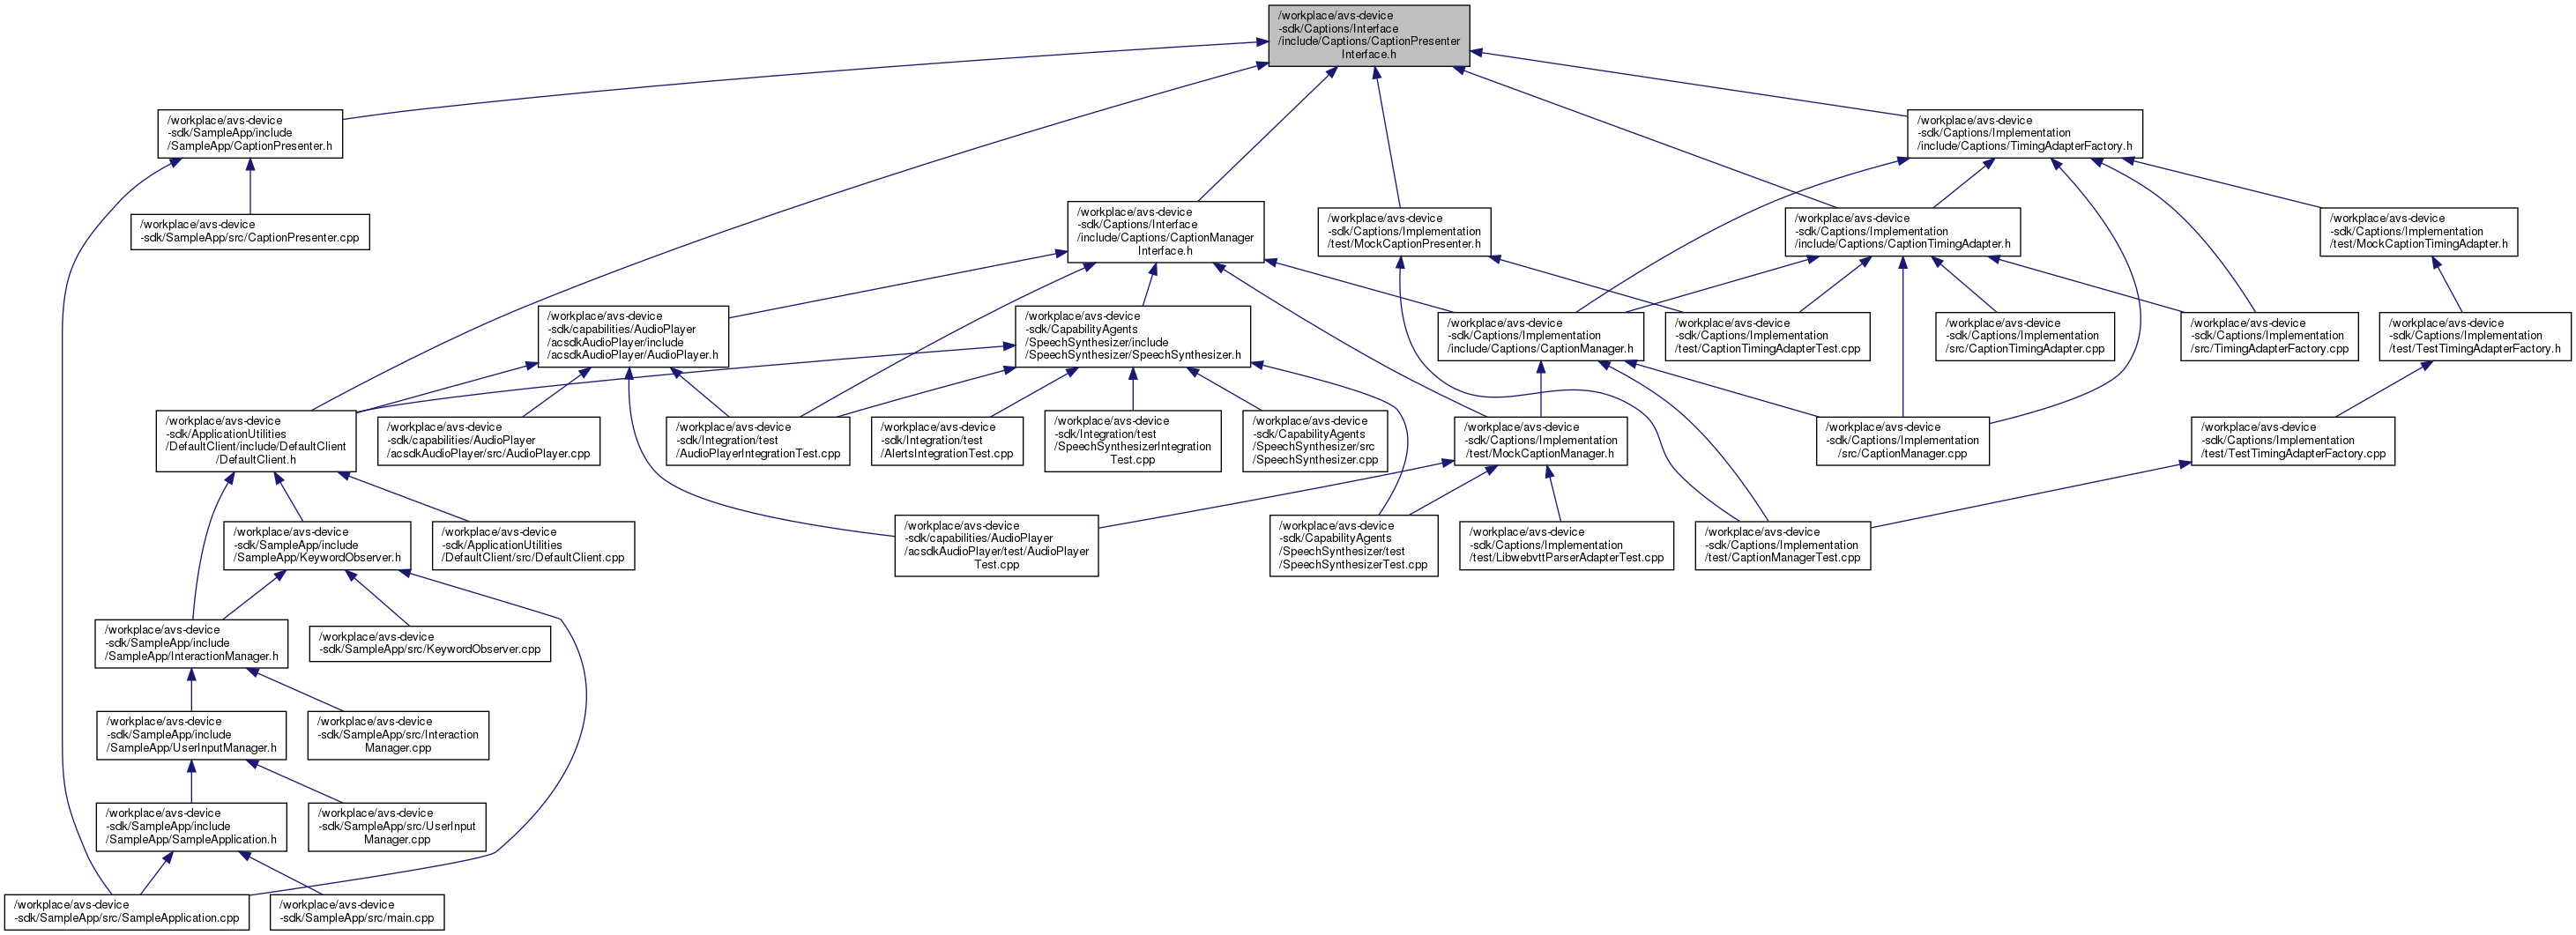 /workplace/avs-device
-sdk/Captions/Interface
/include/Captions/CaptionPresenter
Interface.h
/workplace/avs-device
-sdk/SampleApp/include
/SampleApp/CaptionPresenter.h
/workplace/avs-device
-sdk/Captions/Implementation
/include/Captions/TimingAdapterFactory.h
/workplace/avs-device
-sdk/SampleApp/src/CaptionPresenter.cpp
/workplace/avs-device
-sdk/Captions/Interface
/include/Captions/CaptionManager
Interface.h
/workplace/avs-device
-sdk/Captions/Implementation
/test/MockCaptionPresenter.h
/workplace/avs-device
-sdk/Captions/Implementation
/include/Captions/CaptionTimingAdapter.h
/workplace/avs-device
-sdk/Captions/Implementation
/test/MockCaptionTimingAdapter.h
/workplace/avs-device
-sdk/capabilities/AudioPlayer
/acsdkAudioPlayer/include
/acsdkAudioPlayer/AudioPlayer.h
/workplace/avs-device
-sdk/CapabilityAgents
/SpeechSynthesizer/include
/SpeechSynthesizer/SpeechSynthesizer.h
/workplace/avs-device
-sdk/Captions/Implementation
/include/Captions/CaptionManager.h
/workplace/avs-device
-sdk/Captions/Implementation
/test/CaptionTimingAdapterTest.cpp
/workplace/avs-device
-sdk/Captions/Implementation
/src/CaptionTimingAdapter.cpp
/workplace/avs-device
-sdk/Captions/Implementation
/src/TimingAdapterFactory.cpp
/workplace/avs-device
-sdk/Captions/Implementation
/test/TestTimingAdapterFactory.h
/workplace/avs-device
-sdk/ApplicationUtilities
/DefaultClient/include/DefaultClient
/DefaultClient.h
/workplace/avs-device
-sdk/capabilities/AudioPlayer
/acsdkAudioPlayer/src/AudioPlayer.cpp
/workplace/avs-device
-sdk/Integration/test
/AudioPlayerIntegrationTest.cpp
/workplace/avs-device
-sdk/Integration/test
/AlertsIntegrationTest.cpp
/workplace/avs-device
-sdk/Integration/test
/SpeechSynthesizerIntegration
Test.cpp
/workplace/avs-device
-sdk/CapabilityAgents
/SpeechSynthesizer/src
/SpeechSynthesizer.cpp
/workplace/avs-device
-sdk/Captions/Implementation
/test/MockCaptionManager.h
/workplace/avs-device
-sdk/Captions/Implementation
/src/CaptionManager.cpp
/workplace/avs-device
-sdk/Captions/Implementation
/test/TestTimingAdapterFactory.cpp
/workplace/avs-device
-sdk/SampleApp/include
/SampleApp/KeywordObserver.h
/workplace/avs-device
-sdk/ApplicationUtilities
/DefaultClient/src/DefaultClient.cpp
/workplace/avs-device
-sdk/capabilities/AudioPlayer
/acsdkAudioPlayer/test/AudioPlayer
Test.cpp
/workplace/avs-device
-sdk/CapabilityAgents
/SpeechSynthesizer/test
/SpeechSynthesizerTest.cpp
/workplace/avs-device
-sdk/Captions/Implementation
/test/LibwebvttParserAdapterTest.cpp
/workplace/avs-device
-sdk/Captions/Implementation
/test/CaptionManagerTest.cpp
/workplace/avs-device
-sdk/SampleApp/include
/SampleApp/InteractionManager.h
/workplace/avs-device
-sdk/SampleApp/src/KeywordObserver.cpp
/workplace/avs-device
-sdk/SampleApp/include
/SampleApp/UserInputManager.h
/workplace/avs-device
-sdk/SampleApp/src/Interaction
Manager.cpp
/workplace/avs-device
-sdk/SampleApp/include
/SampleApp/SampleApplication.h
/workplace/avs-device
-sdk/SampleApp/src/UserInput
Manager.cpp
/workplace/avs-device
-sdk/SampleApp/src/SampleApplication.cpp
/workplace/avs-device
-sdk/SampleApp/src/main.cpp